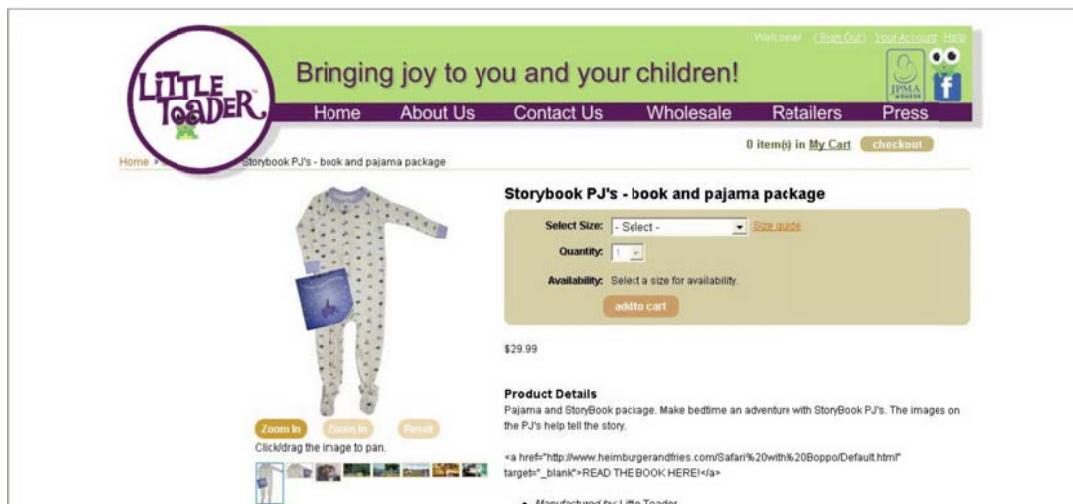 Welcome! (Sign Out) Your Account Help
LiTTLE
TOADER™
Bringing joy to you and your children!
JPMA
f
Home About Us Contact Us Wholesale Retailers Press
0 item(s) in My Cart checkout
Home » Storybook PJ's - book and pajama package
Storybook PJ's - book and pajama package
Select Size: - Select - Size guide
Quantity: 1
Availability: Select a size for availability.
add to cart
$29.99
Product Details
Pajama and StoryBook package. Make bedtime an adventure with StoryBook PJ's. The images on
the PJ's help tell the story.
Zoom In Zoom In Reset
Click/drag the image to pan.
<a href="http://www.heimburgerandfries.com/Safari%20with%20Boppo/Default.html"
target="_blank">READ THE BOOK HERE!</a>
• Manufactured by: Little Toader